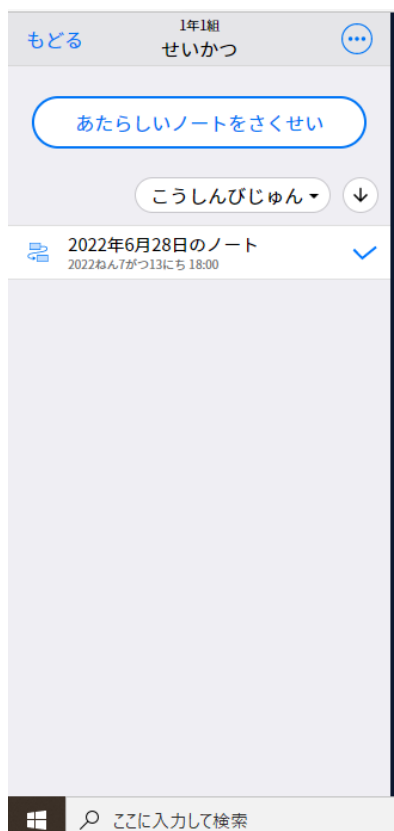 1年1組
もどる せいかつ
あたらしいノートをさくせい
こうしんびじゅん
2022年6月28日のノート
2022ねん7がつ13にち 18:00
ここに入力して検索